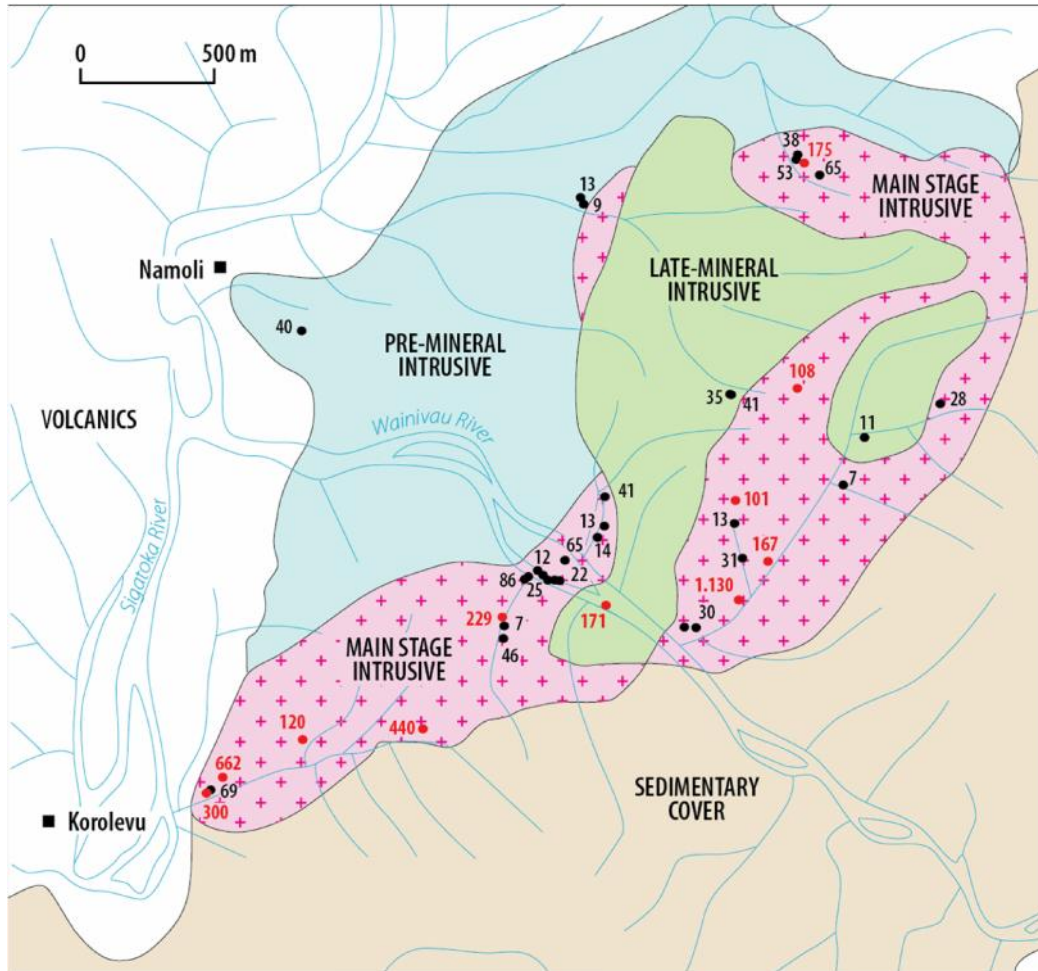 0 500 m
38
175
53
65
MAIN STAGE
INTRUSIVE
13
9
Namoli
LATE-MINERAL
INTRUSIVE
40
PRE-MINERAL
INTRUSIVE
108
35
41
28
VOLCANICS
Wainivau River
11
7
41
101
13
13
14
65
31
167
12
86
25
22
1.130
Sigatoka River
229
7
171
30
46
MAIN STAGE
INTRUSIVE
120
440
662
69
300
SEDIMENTARY
COVER
Korolevu